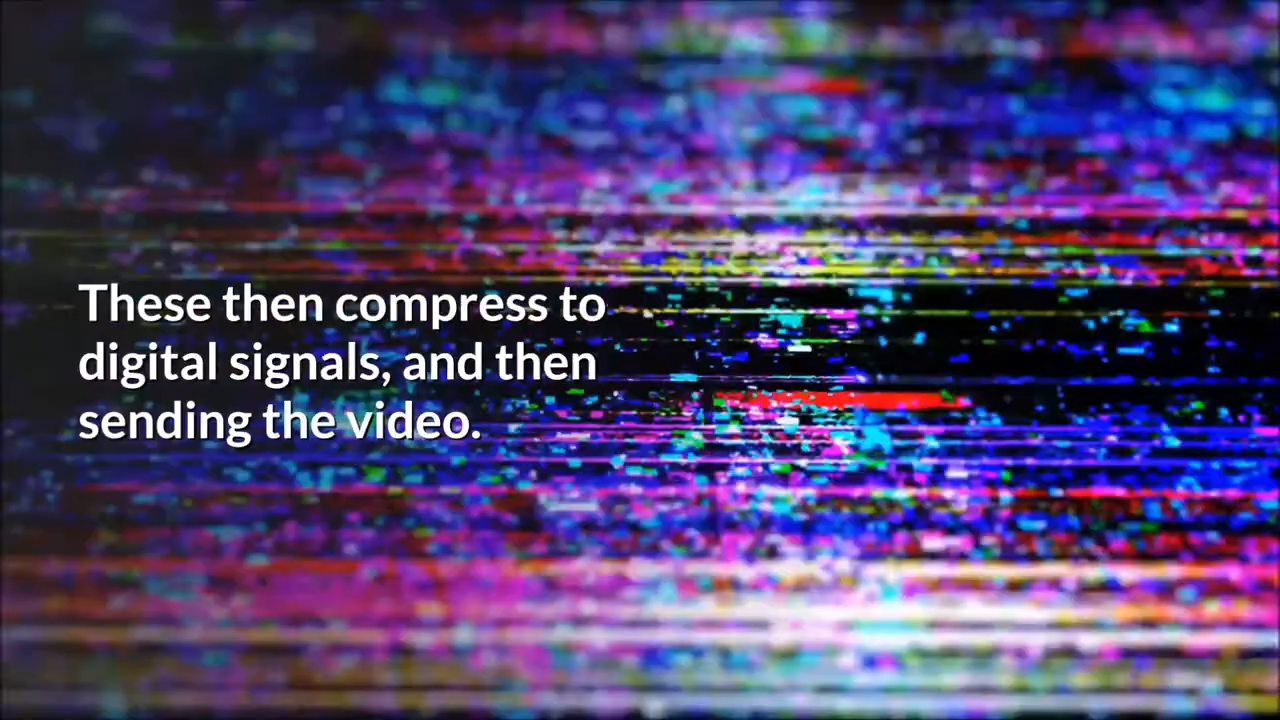 These then compress to
digital signals, and then
sending the video.